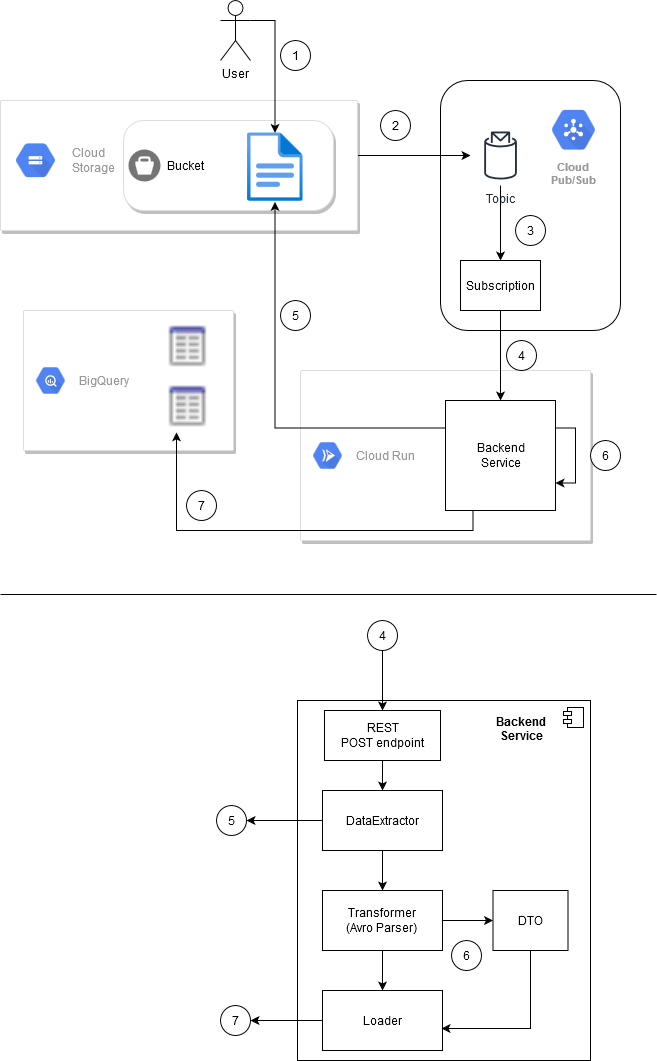 User
1
2
Cloud
Storage
Bucket
Topic
Cloud
Pub/Sub
3
Subscription
5
4
BigQuery
Cloud Run
Backend
Service
6
7
4
REST
POST endpoint
Backend
Service
5
DataExtractor
Transformer
(Avro Parser)
DTO
6
7
Loader